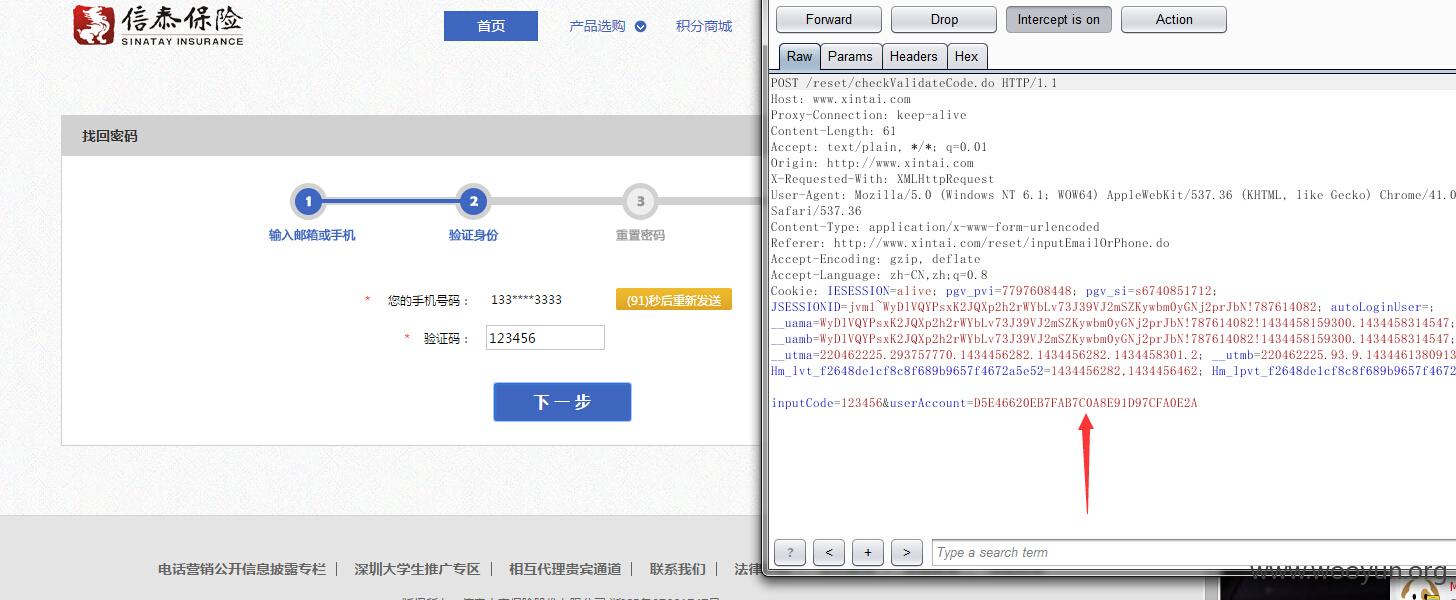 信泰保险
SINATAY INSURANCE
首页
产品选购
积分商城
找回密码
1
2
3
输入邮箱或手机
验证身份
重置密码
* 您的手机号码： 133****3333
(91)秒后重新发送
* 验证码： 123456
下一步
电话营销公开信息披露专栏 | 深圳大学生推广专区 | 相互代理贵宾通道 | 联系我们 | 法律
Forward
Drop
Intercept is on
Action
Raw
Params
Headers
Hex
POST /reset/checkValidateCode.do HTTP/1.1
Host: www.xintai.com
Proxy-Connection: keep-alive
Content-Length: 61
Accept: text/plain, */*; q=0.01
Origin: http://www.xintai.com
X-Requested-With: XMLHttpRequest
User-Agent: Mozilla/5.0 (Windows NT 6.1; WOW64) AppleWebKit/537.36 (KHTML, like Gecko) Chrome/41.0
Safari/537.36
Content-Type: application/x-www-form-urlencoded
Referer: http://www.xintai.com/reset/inputEmailOrPhone.do
Accept-Encoding: gzip, deflate
Accept-Language: zh-CN,zh;q=0.8
Cookie: IESESSION=alive; pgv_pvi=7797608448; pgv_si=s6740851712;
JSESSIONID=jvm1~WyDlVQYPsxK2JQXp2h2rWYbLv73J39VJ2mSZKywbmOyGNj2prJbN!787614082; autoLoginUser=;
__uama=WyDlVQYPsxK2JQXp2h2rWYbLv73J39VJ2mSZKywbmOyGNj2prJbN!787614082!1434458159300.1434458314547;
__uamb=WyDlVQYPsxK2JQXp2h2rWYbLv73J39VJ2mSZKywbmOyGNj2prJbN!787614082!1434458159300.1434458314547;
__utma=220462225.293757770.1434456282.1434456282.1434458301.2; __utmb=220462225.93.9.1434461380913
Hm_lvt_f2648de1cf8c8f689b9657f4672a5e52=1434456282,1434456462; Hm_lpvt_f2648de1cf8c8f689b9657f4672
inputCode=123456&userAccount=D5E46620EB7FAB7C0A8E91D97CFA0E2A
?
<
+
>
Type a search term
www.wooyun.org